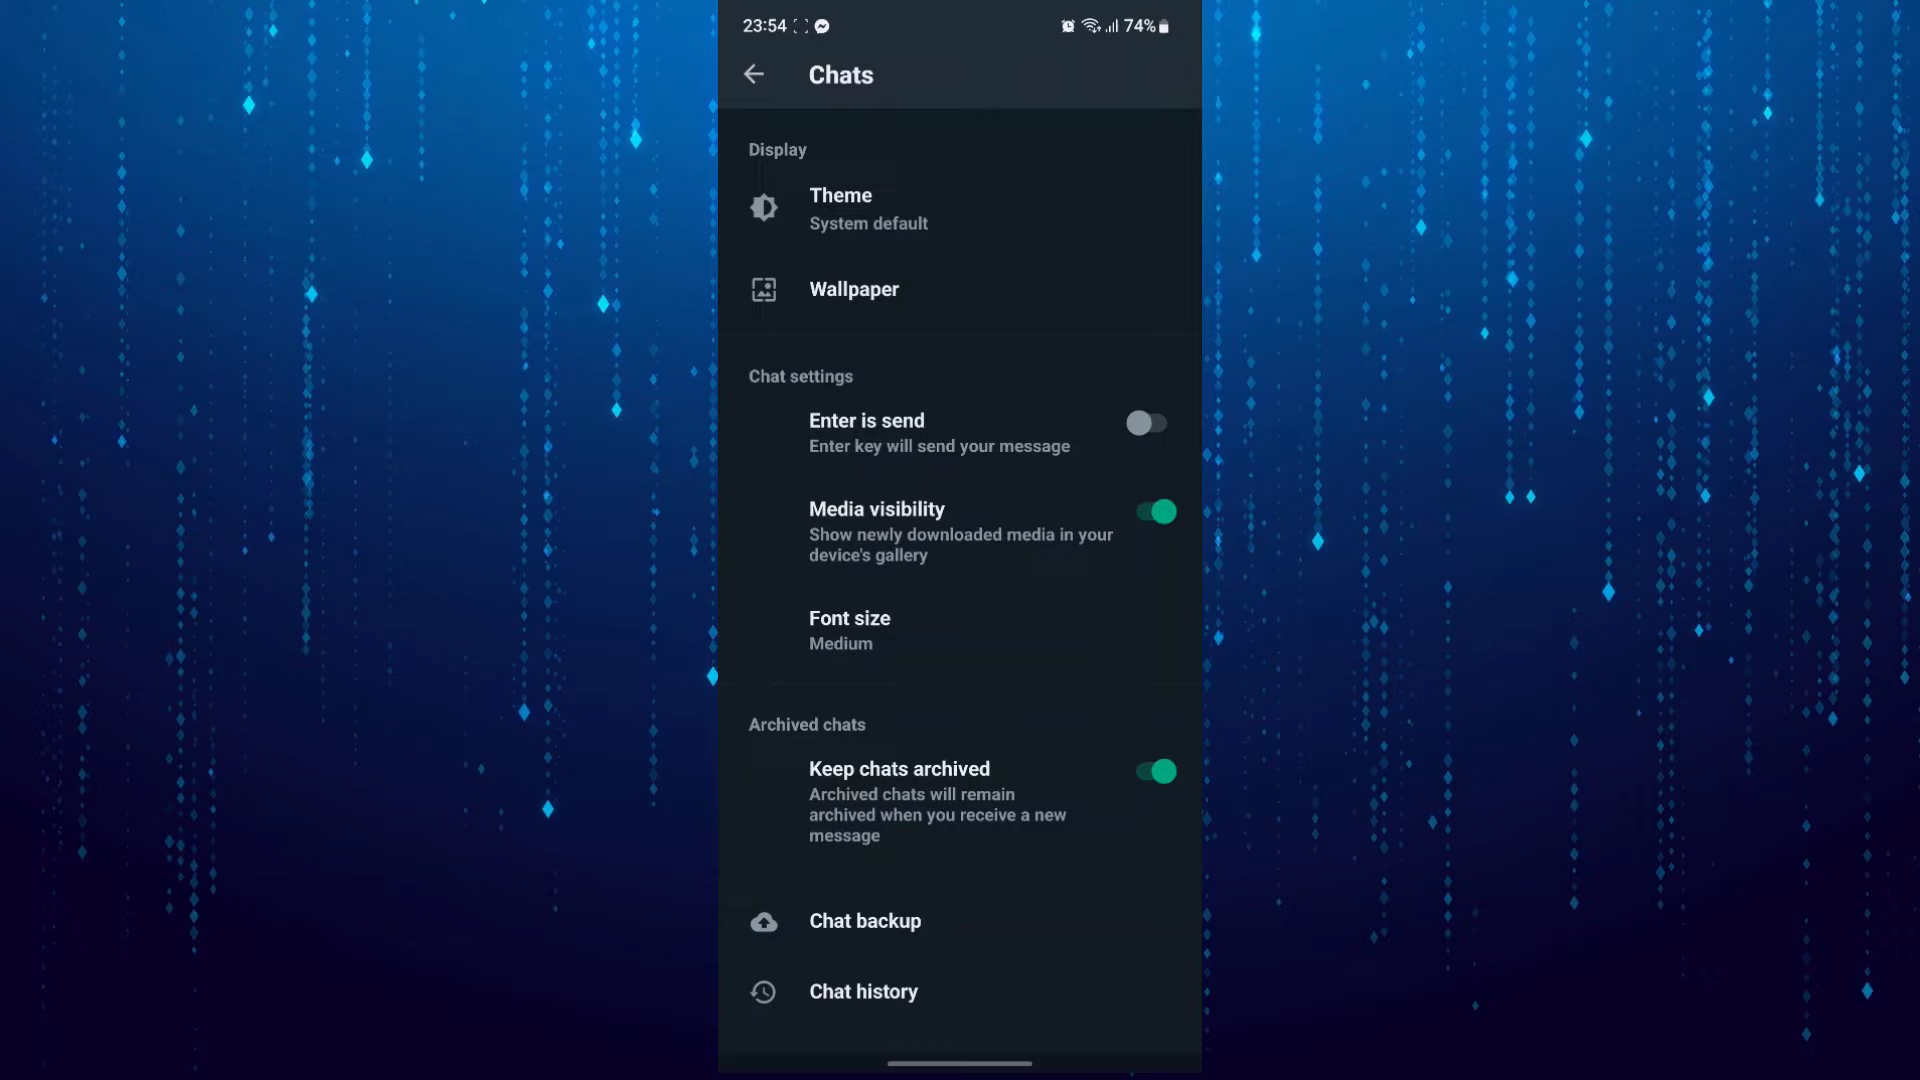 23:54 74%
Chats
Display
Theme
System default
Wallpaper
Chat settings
Enter is send
Enter key will send your message
Media visibility
Show newly downloaded media in your
device's gallery
Font size
Medium
Archived chats
Keep chats archived
Archived chats will remain
archived when you receive a new
message
Chat backup
Chat history